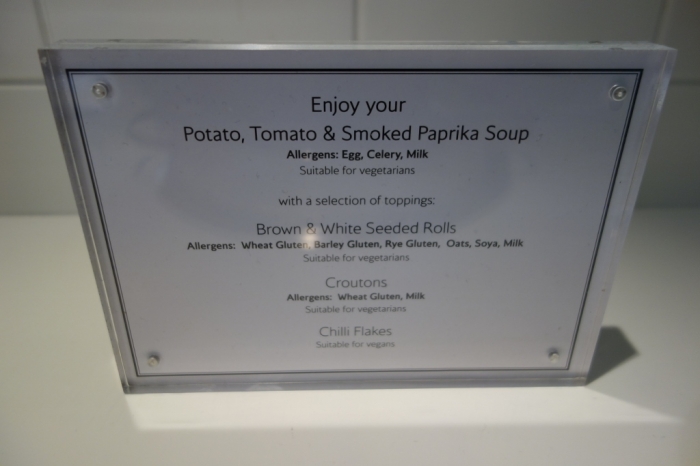 Enjoy your
Potato, Tomato & Smoked Paprika Soup
Allergens: Egg, Celery, Milk
Suitable for vegetarians
with a selection of toppings:
Brown & White Seeded Rolls
Allergens: Wheat Gluten, Barley Gluten, Rye Gluten, Oats, Soya, Milk
Suitable for vegetarians
Croutons
Allergens: Wheat Gluten, Milk
Suitable for vegetarians
Chilli Flakes
Suitable for vegans